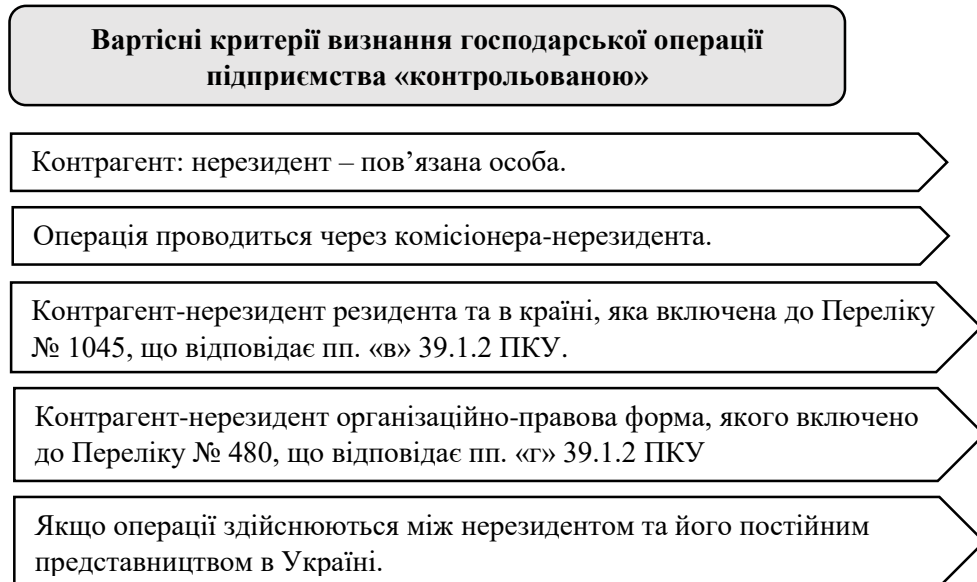 Вартісні критерії визнання господарської операції
підприємства «контрольованою»
Контрагент: нерезидент – пов’язана особа.
Операція проводиться через комісіонера-нерезидента.
Контрагент-нерезидент резидента та в країні, яка включена до Переліку
№ 1045, що відповідає пп. «в» 39.1.2 ПКУ.
Контрагент-нерезидент організаційно-правова форма, якого включено
до Переліку № 480, що відповідає пп. «г» 39.1.2 ПКУ
Якщо операції здійснюються між нерезидентом та його постійним
представництвом в Україні.